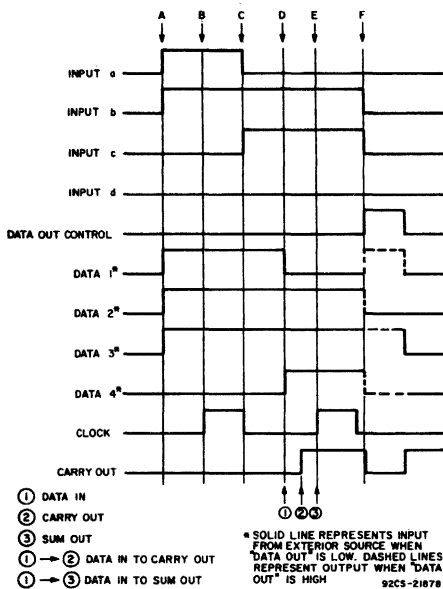 A B C D E F
INPUT a
INPUT b
INPUT c
INPUT d
DATA OUT CONTROL
DATA 1*
DATA 2*
DATA 3*
DATA 4*
CLOCK
CARRY OUT
① ② ③
① DATA IN
② CARRY OUT
③ SUM OUT
① → ② DATA IN TO CARRY OUT
① → ③ DATA IN TO SUM OUT
* SOLID LINE REPRESENTS INPUT
FROM EXTERIOR SOURCE WHEN
"DATA OUT" IS LOW. DASHED LINES
REPRESENT OUTPUT WHEN "DATA
OUT" IS HIGH
92CS-21878